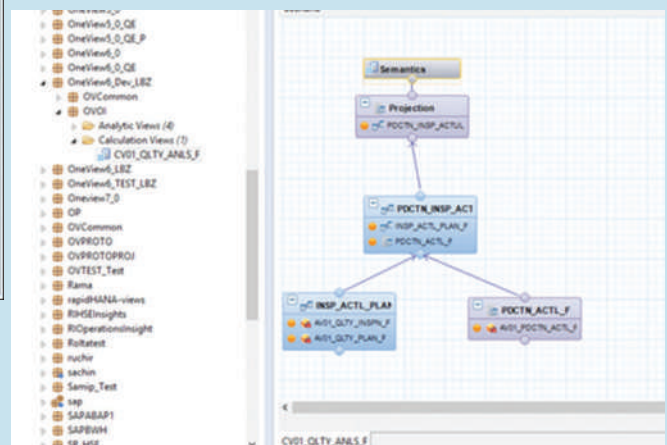 OneView5_0_QE
OneView5_0_QE_P
OneView6_0
OneView6_0_QE
OneView6_Dev_LBZ
OVCommon
OVOI
Analytic Views (4)
Calculation Views (1)
CV01_QLTY_ANLS_F
OneView6_LBZ
OneView6_TEST_LBZ
Oneview7_0
OP
OVCommon
OVPROTO
OVPROTOPROJ
OVTEST_Test
Rama
rapidHANA-views
RIHSEInsights
RIOperationsInsight
Roltatest
ruchir
sachin
Samip_Test
sap
SAPABAP1
SAPBWH
Semantics
Projection
PDCTN_INSP_ACTUL
PDCTN_INSP_ACT
INSP_ACTL_PLAN_F
PDCTN_ACTL_F
INSP_ACTL_PLAN
AV01_QLTY_INSPN_F
AV01_QLTY_PLAN_F
PDCTN_ACTL_F
AV01_PDCTN_ACTL_F
CV01_QLTY_ANLS_F